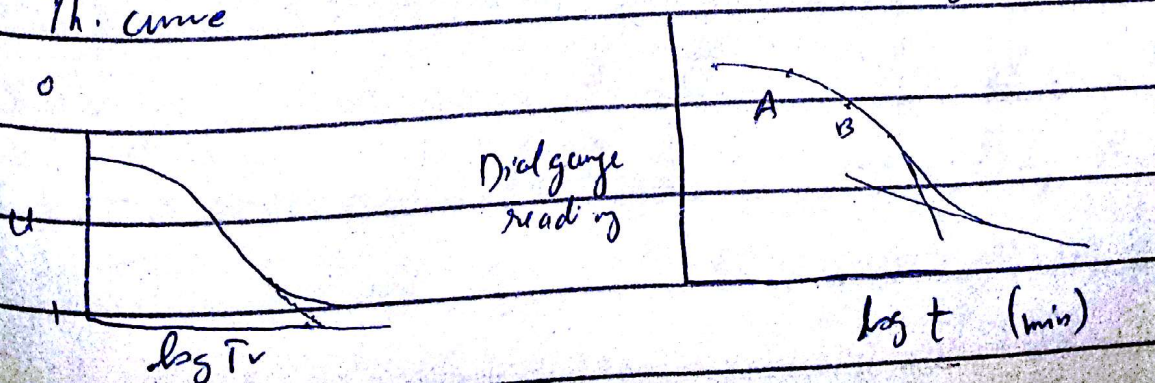 Th. curve
0
A
B
Dial gauge
reading
U
1
log Tv
log t (min)